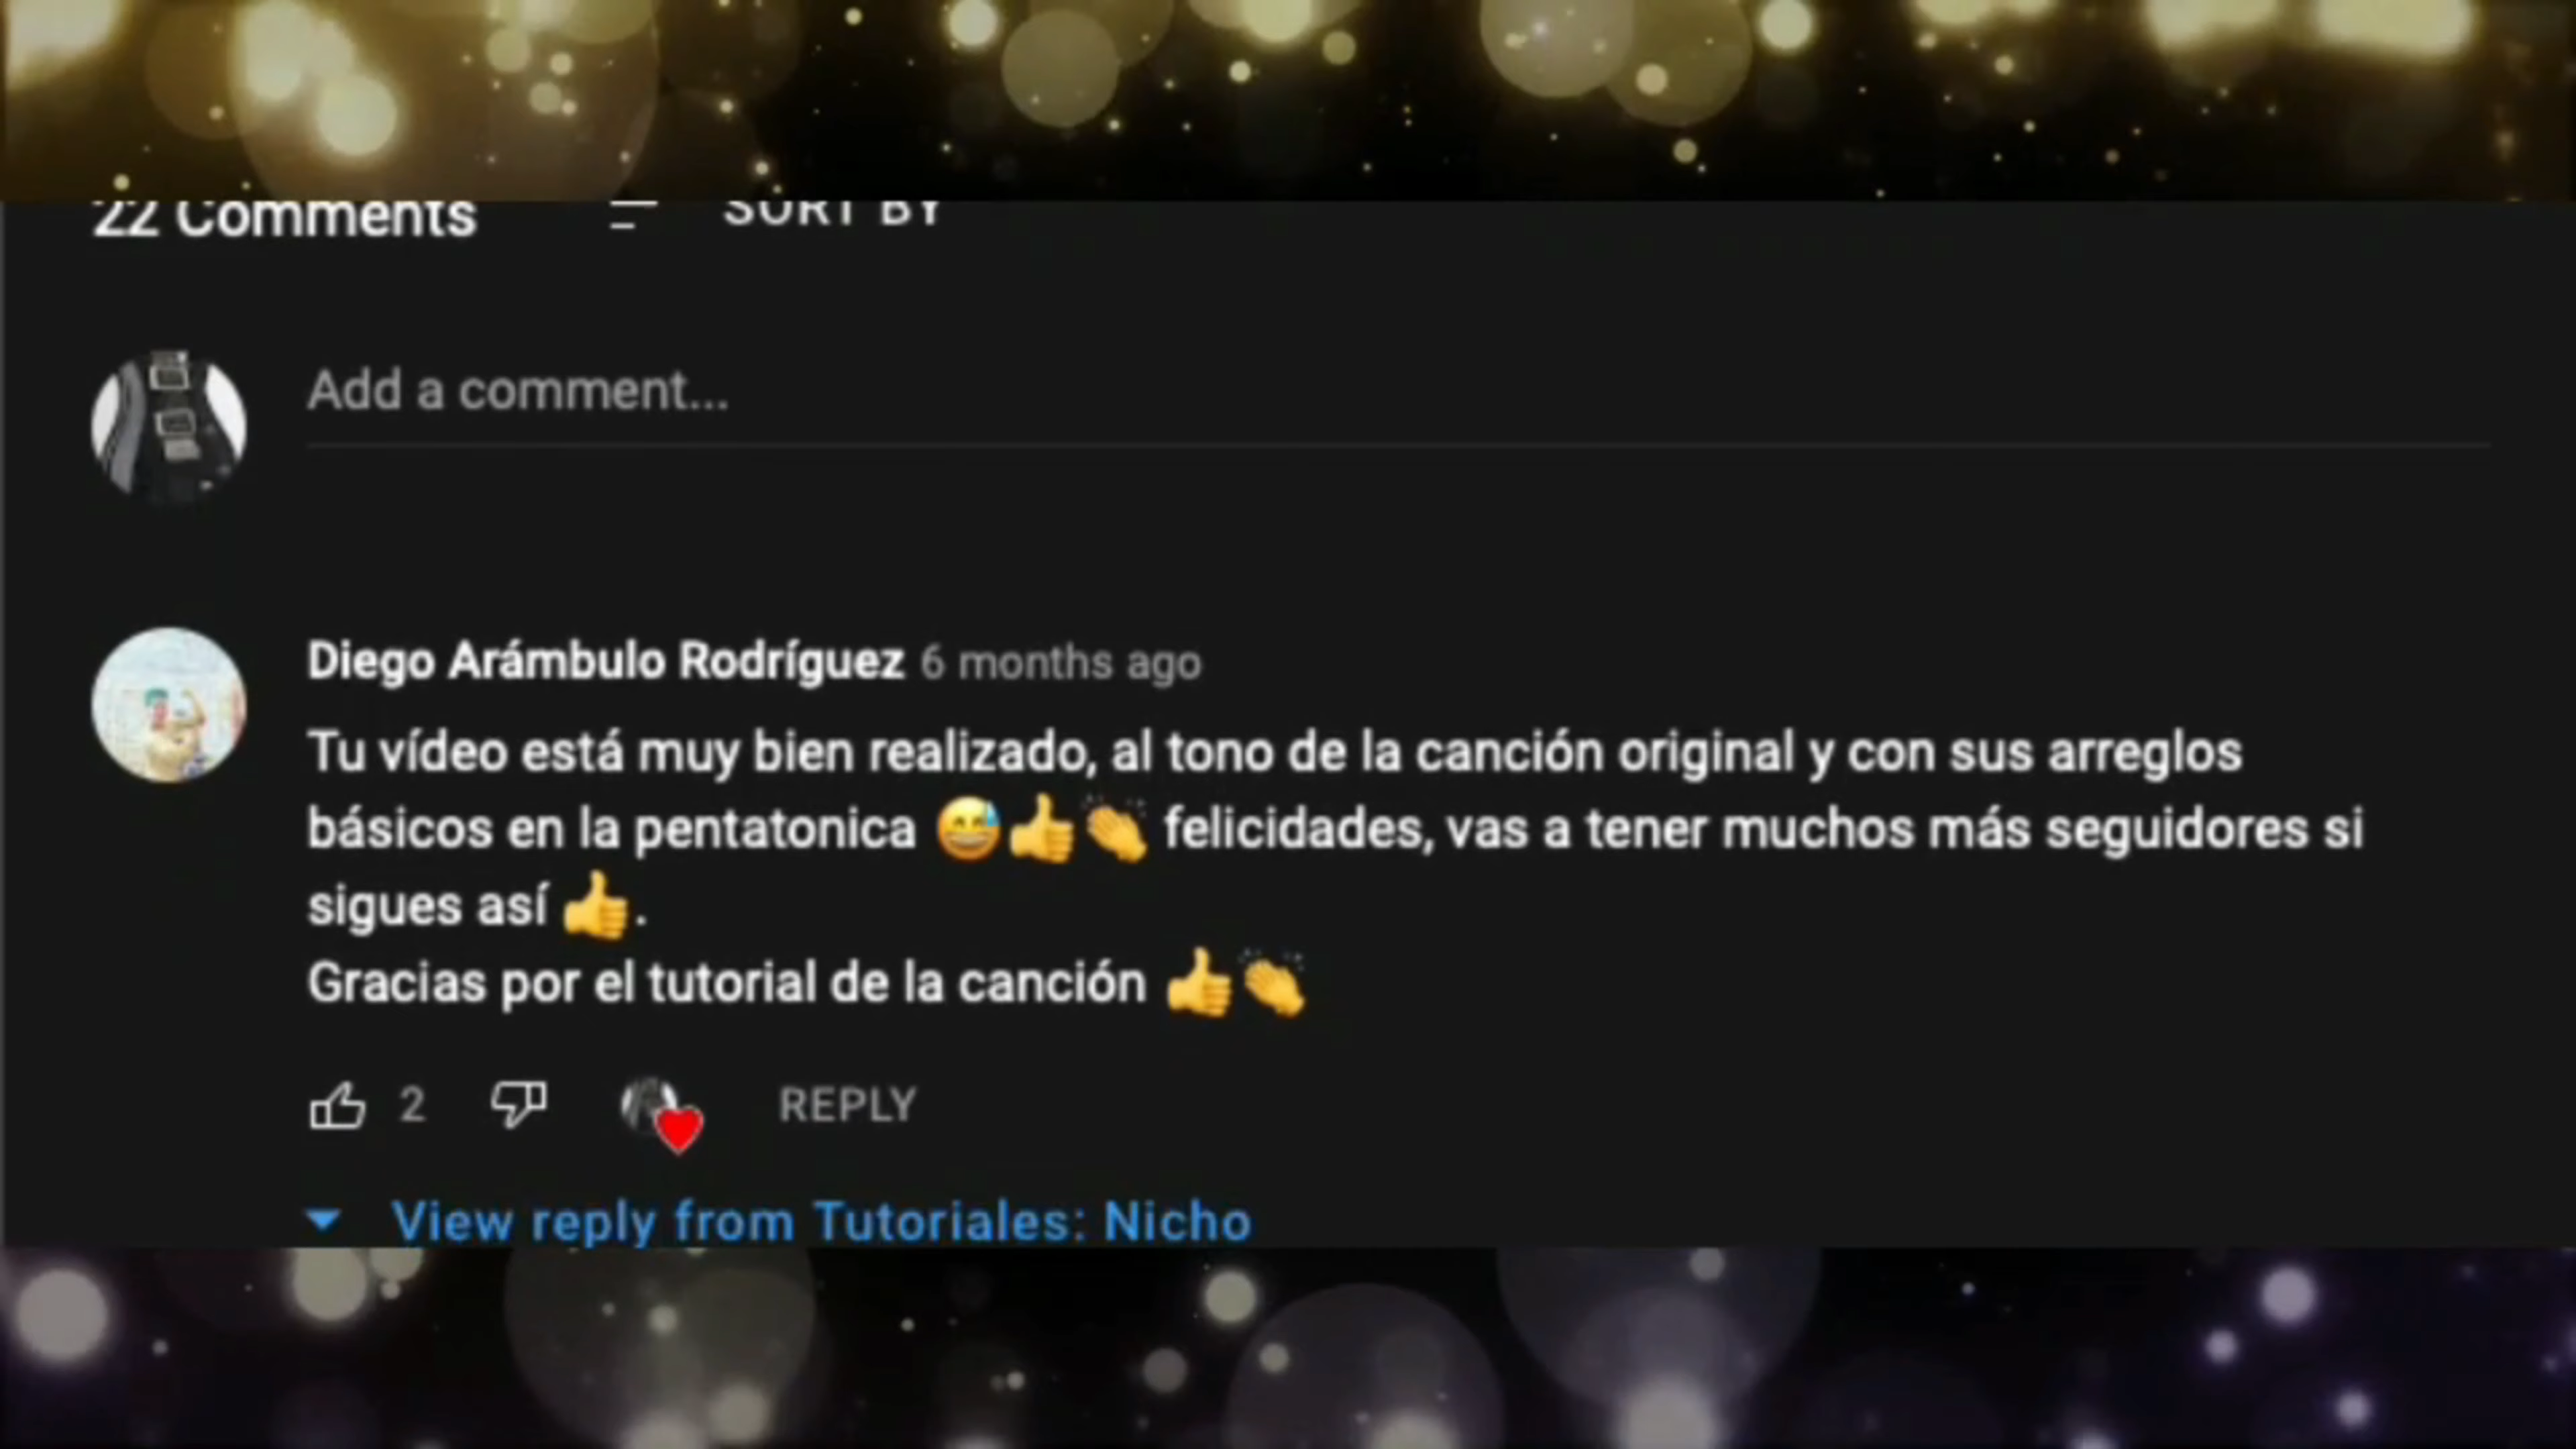 22 Comments SORT BY
Add a comment...
Diego Arámbulo Rodríguez 6 months ago
Tu vídeo está muy bien realizado, al tono de la canción original y con sus arreglos
básicos en la pentatonica 😅👍👏 felicidades, vas a tener muchos más seguidores si
sigues así 👍.
Gracias por el tutorial de la canción 👍👏
2 REPLY
View reply from Tutoriales: Nicho